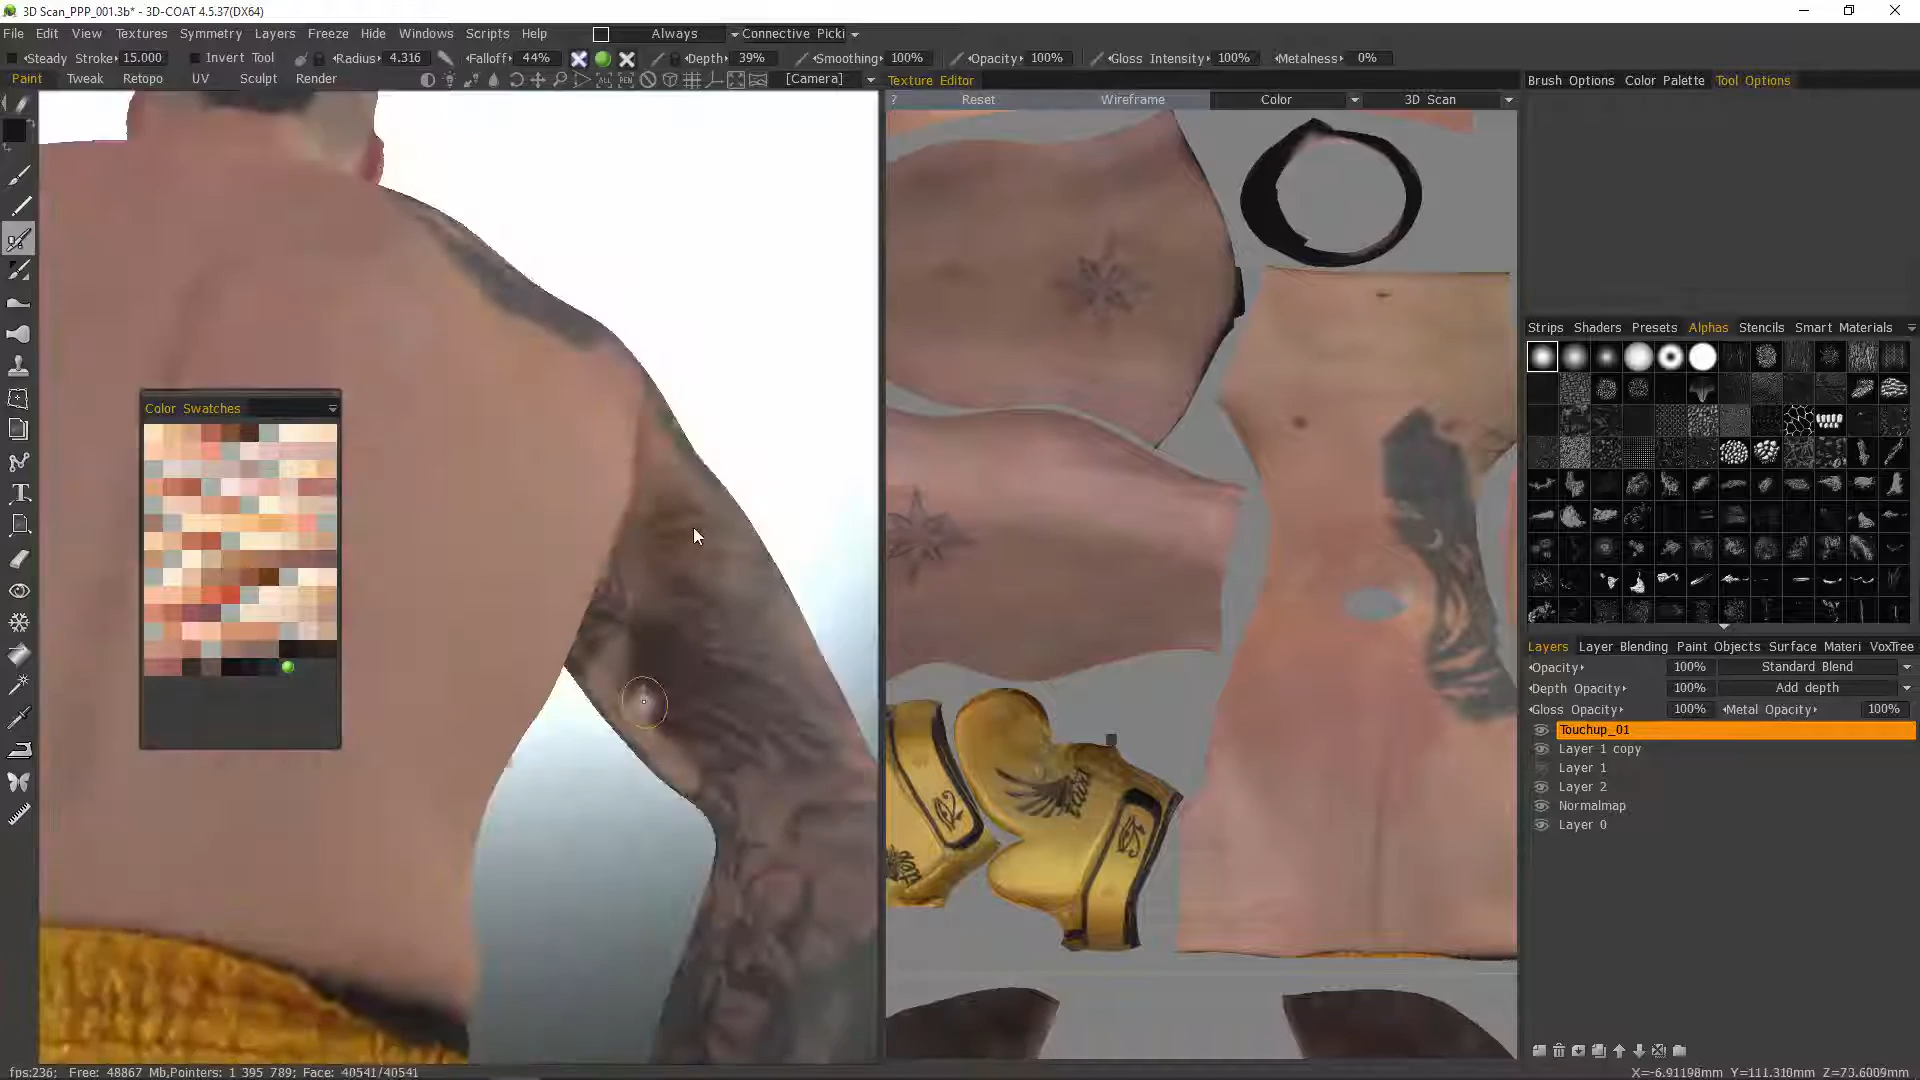 3D Scan_PPP_001.3b* - 3D-COAT 4.5.37(DX64)
File Edit View Textures Symmetry Layers Freeze Hide Windows Scripts Help Always Connective Picki
Steady Stroke 15.000 Invert Tool Radius 4.316 Falloff 44% Depth 39% Smoothing 100% Opacity 100% Gloss Intensity 100% Metalness 0%
Paint Tweak Retopo UV Sculpt Render ALL PEN [Camera] Texture Editor Brush Options Color Palette Tool Options
? Reset Wireframe Color 3D Scan
Strips Shaders Presets Alphas Stencils Smart Materials
Color Swatches
Layers Layer Blending Paint Objects Surface Materi VoxTree
Opacity 100% Standard Blend
Depth Opacity 100% Add depth
Gloss Opacity 100% Metal Opacity 100%
Touchup_01
Layer 1 copy
Layer 1
Layer 2
Normalmap
Layer 0
fps:236; Free: 48867 Mb,Pointers: 1 395 789; Face: 40541/40541 X=-6.91198mm Y=111.310mm Z=73.6009mm